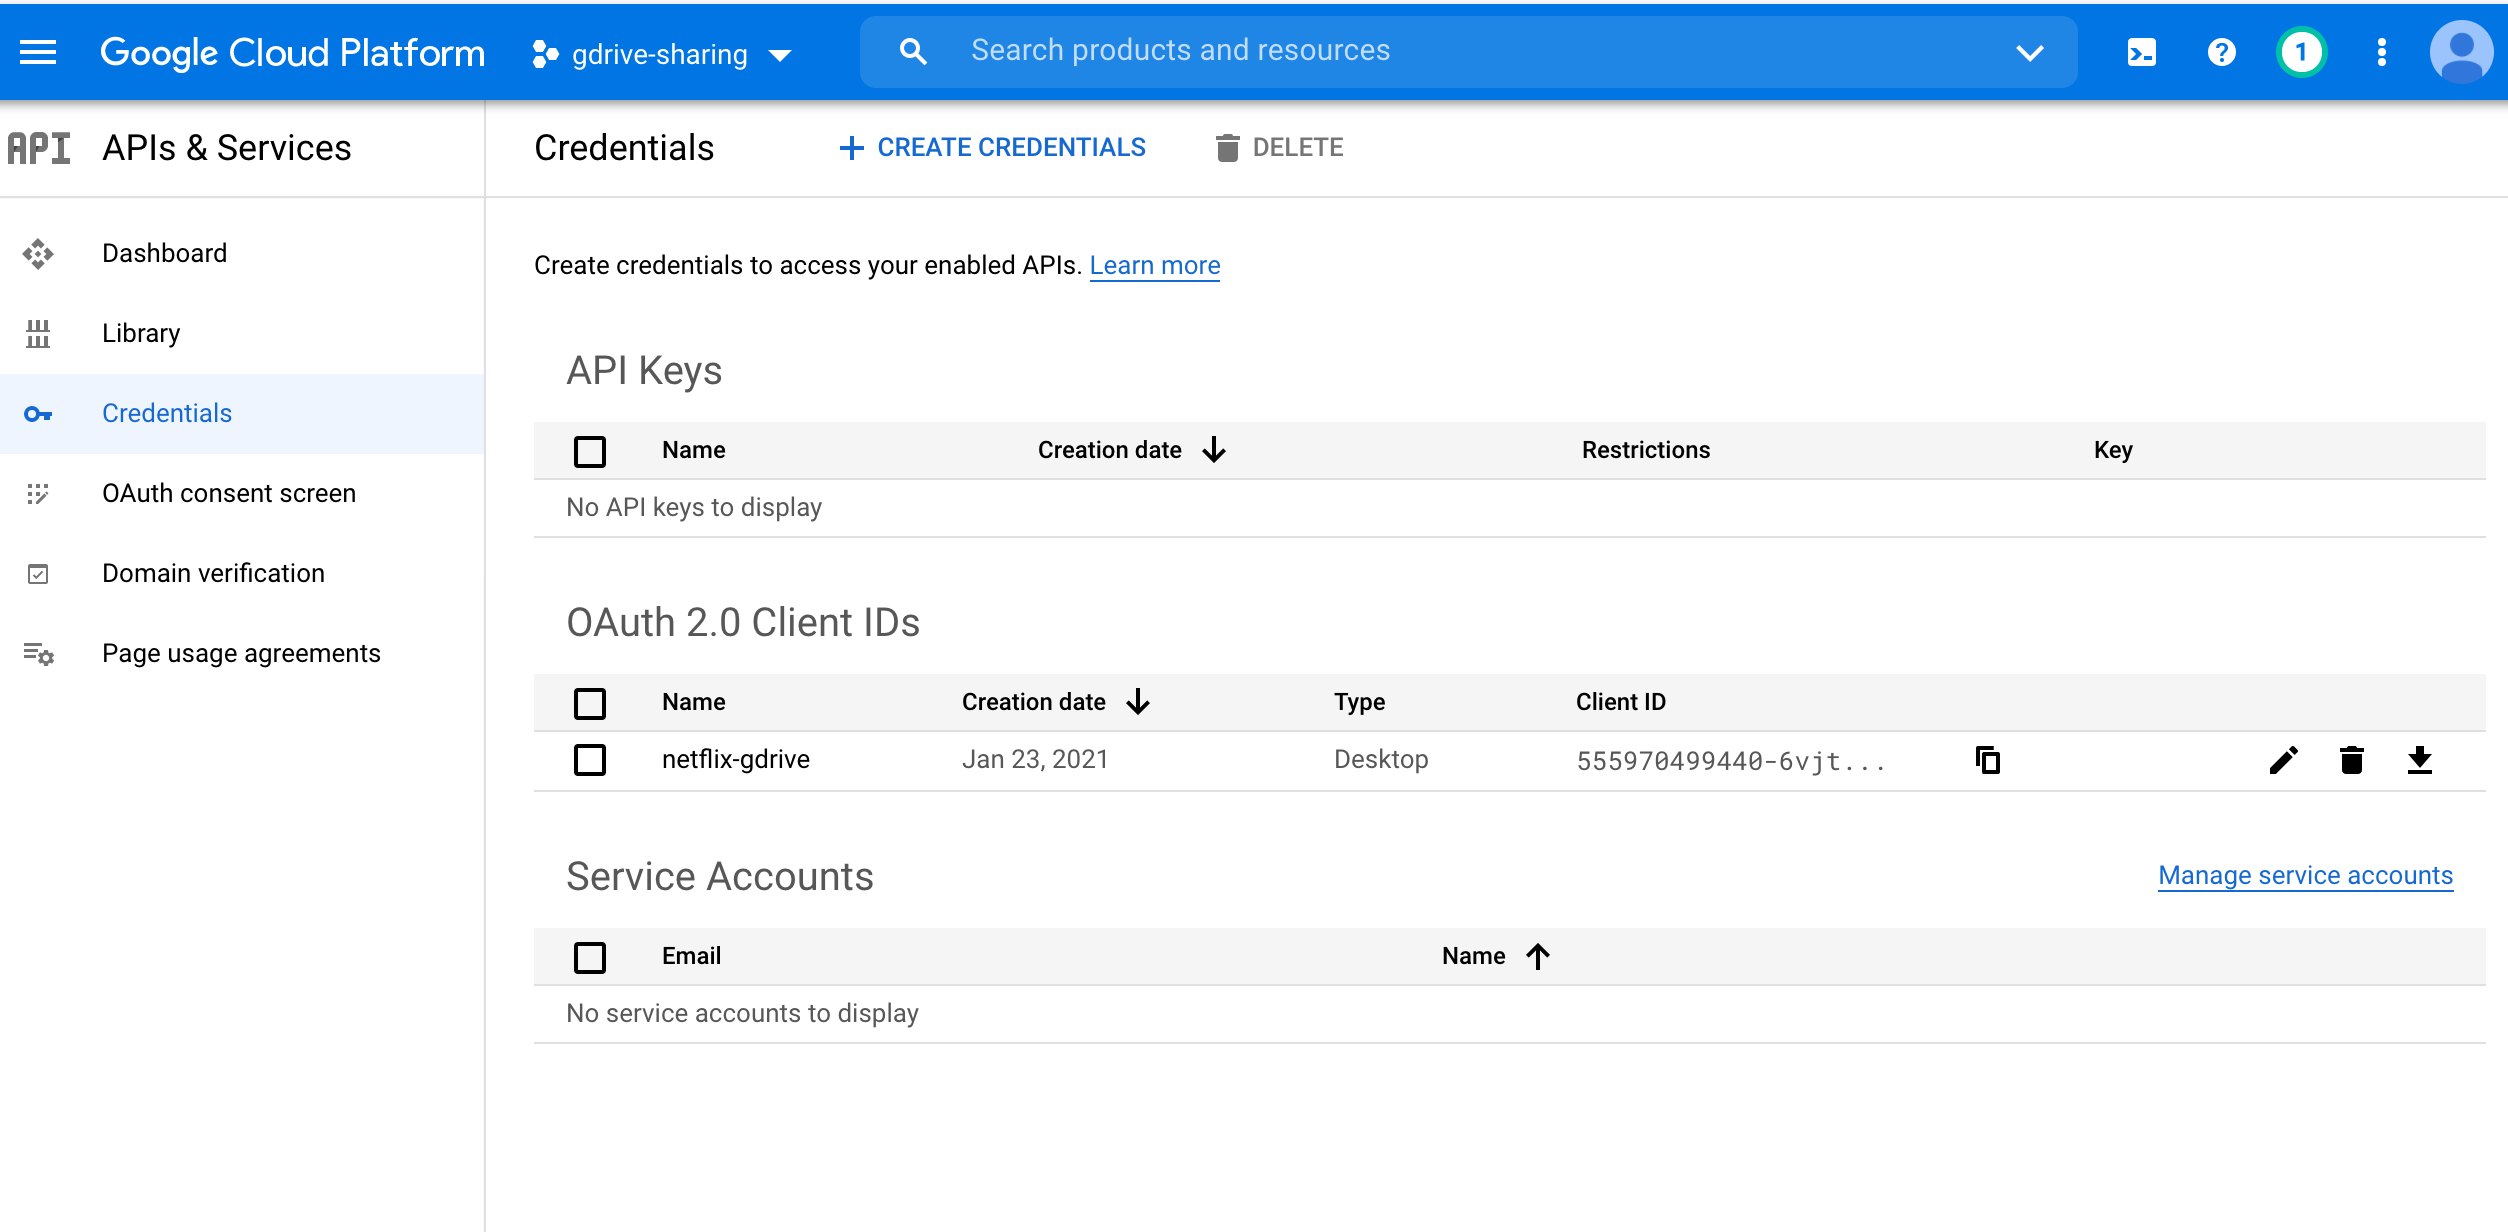 Google Cloud Platform
gdrive-sharing
Search products and resources
1
API
APIs & Services
Credentials
CREATE CREDENTIALS
DELETE
Dashboard
Library
Credentials
OAuth consent screen
Domain verification
Page usage agreements
Create credentials to access your enabled APIs. Learn more
API Keys
Name Creation date Restrictions Key
No API keys to display
OAuth 2.0 Client IDs
Name Creation date Type Client ID
netflix-gdrive Jan 23, 2021 Desktop 555970499440-6vjt...
Service Accounts
Manage service accounts
Email Name
No service accounts to display